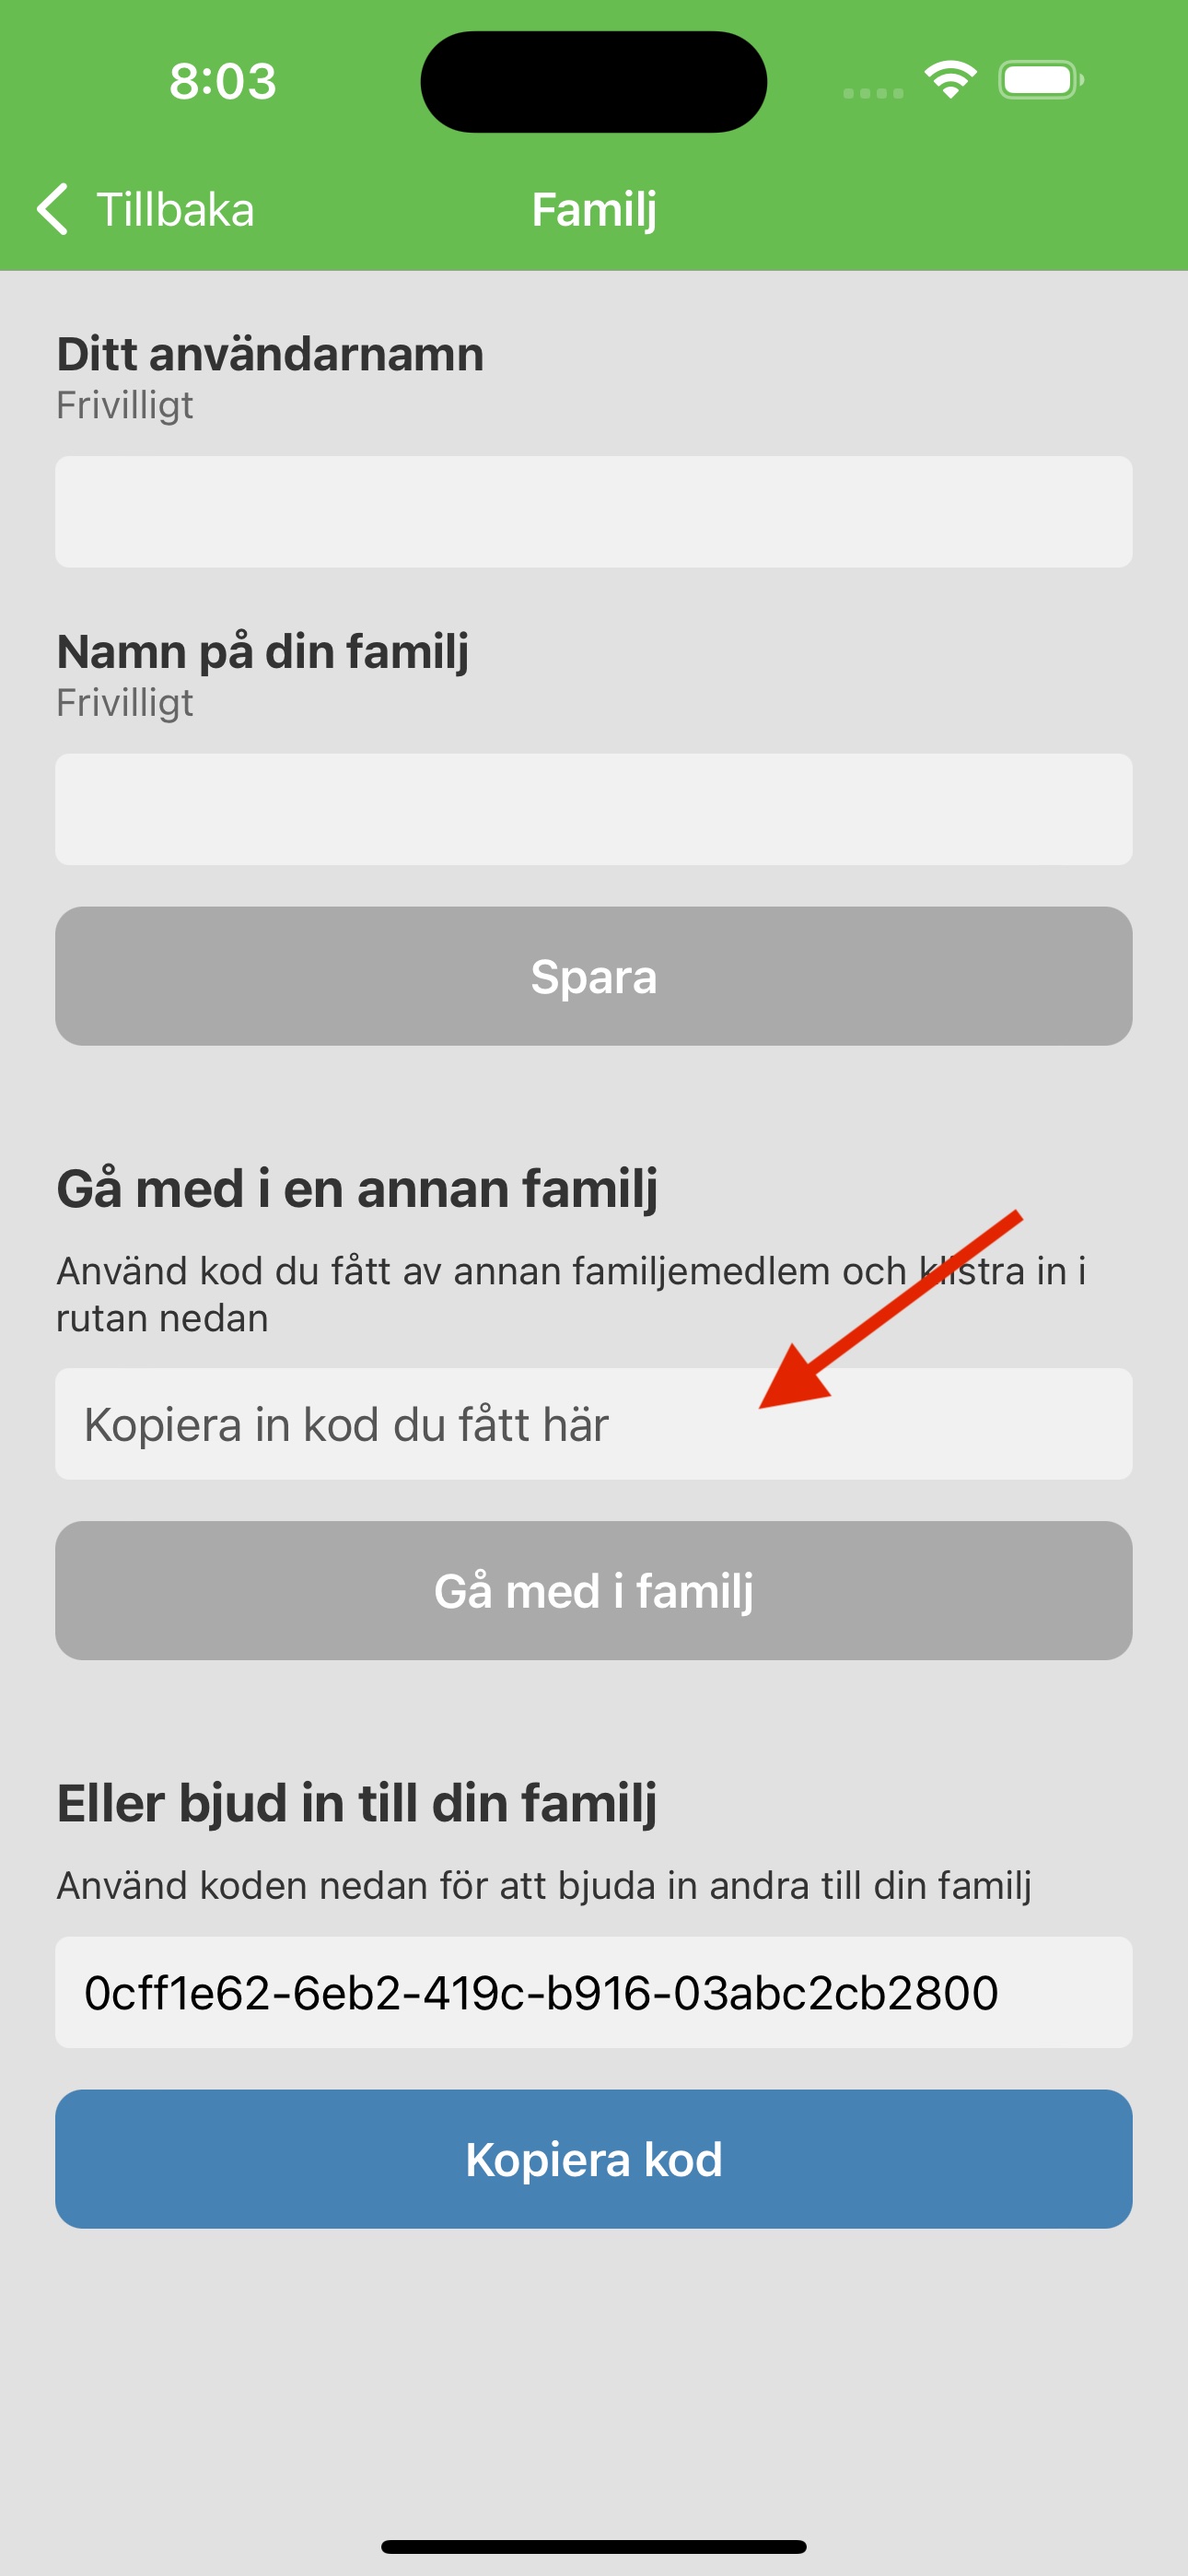 8:03
Tillbaka
Familj
Ditt användarnamn
Frivilligt
Namn på din familj
Frivilligt
Spara
Gå med i en annan familj
Använd kod du fått av annan familjemedlem och klistra in i
rutan nedan
Kopiera in kod du fått här
Gå med i familj
Eller bjud in till din familj
Använd koden nedan för att bjuda in andra till din familj
0cff1e62-6eb2-419c-b916-03abc2cb2800
Kopiera kod